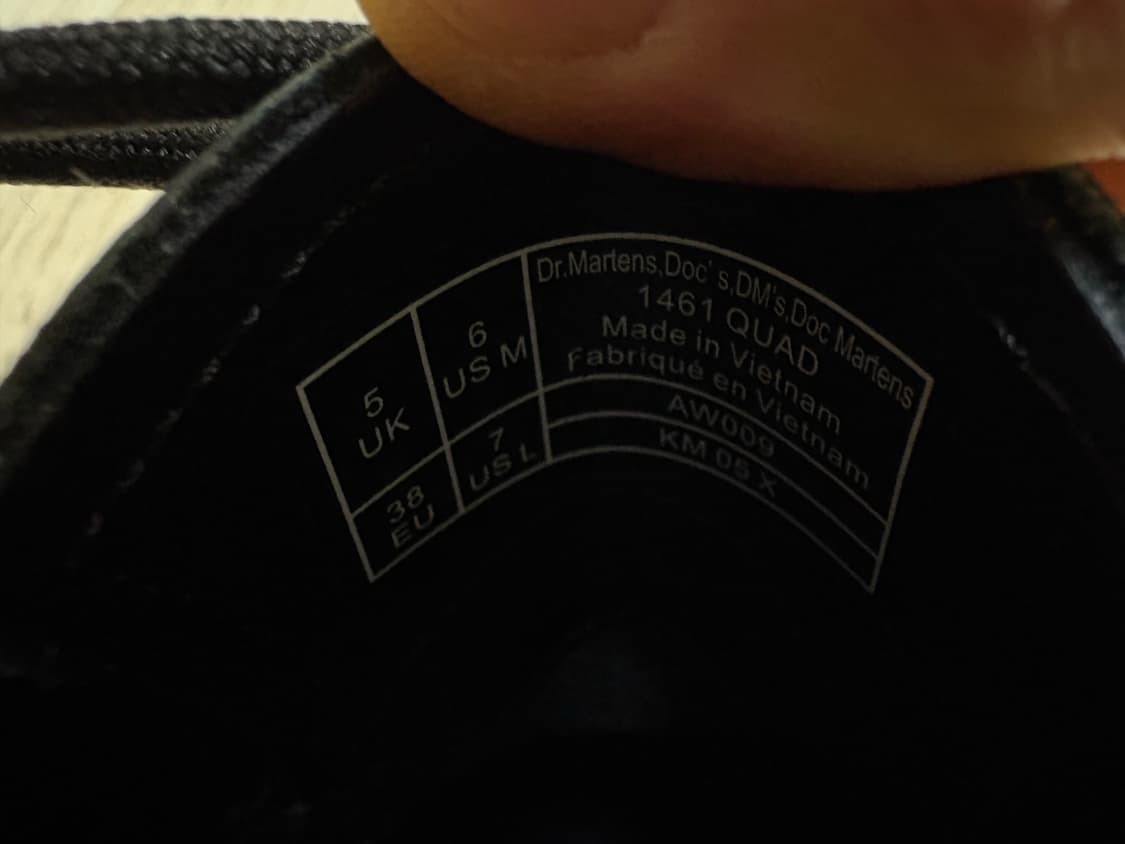 5
UK
6
US M
38
EU
7
US L
Dr.Martens,Doc's,DM's,Doc Martens
1461 QUAD
Made in Vietnam
Fabriqué en Vietnam
AW009
KM 05 X